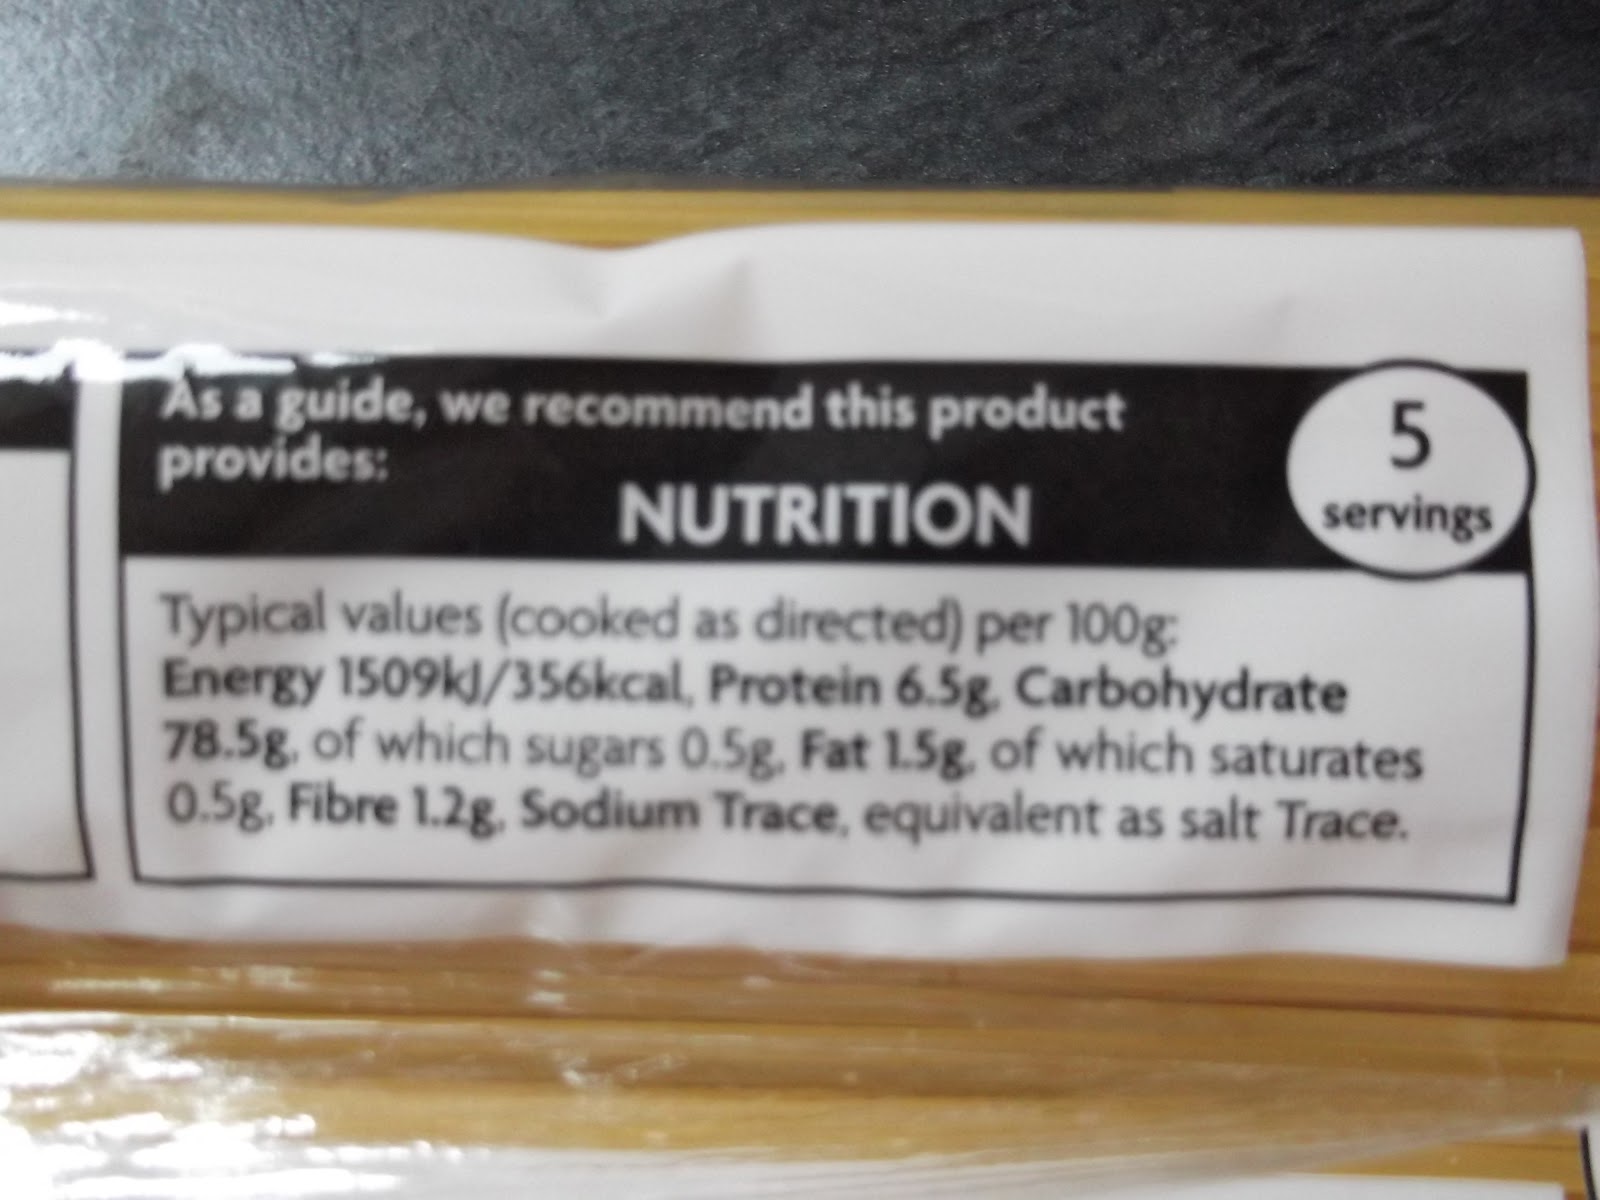 As a guide, we recommend this product
provides:
NUTRITION
5
servings
Typical values (cooked as directed) per 100g:
Energy 1509kJ/356kcal, Protein 6.5g, Carbohydrate
78.5g, of which sugars 0.5g, Fat 1.5g, of which saturates
0.5g, Fibre 1.2g, Sodium Trace, equivalent as salt Trace.